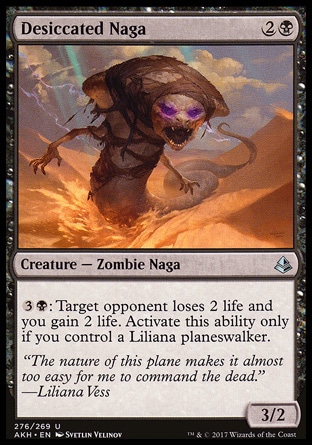 Desiccated Naga 2
Creature — Zombie Naga
3 : Target opponent loses 2 life and
you gain 2 life. Activate this ability only
if you control a Liliana planeswalker.
“The nature of this plane makes it almost
too easy for me to command the dead.”
—Liliana Vess
3/2
276/269 U
AKH • EN Svetlin Velinov
™ & © 2017 Wizards of the Coast